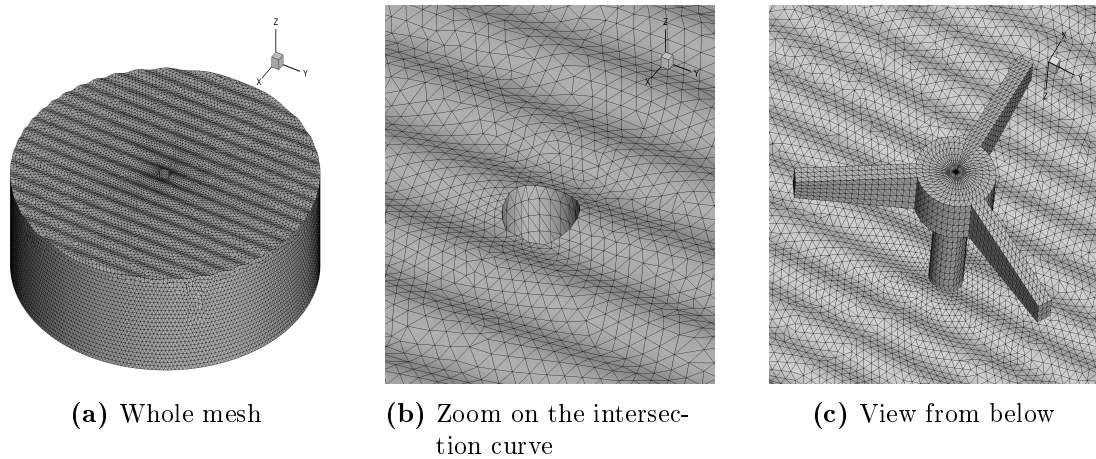 Z
Y
X
Z
Y
X
X
Y
(a) Whole mesh
(b) Zoom on the intersec-
tion curve
(c) View from below